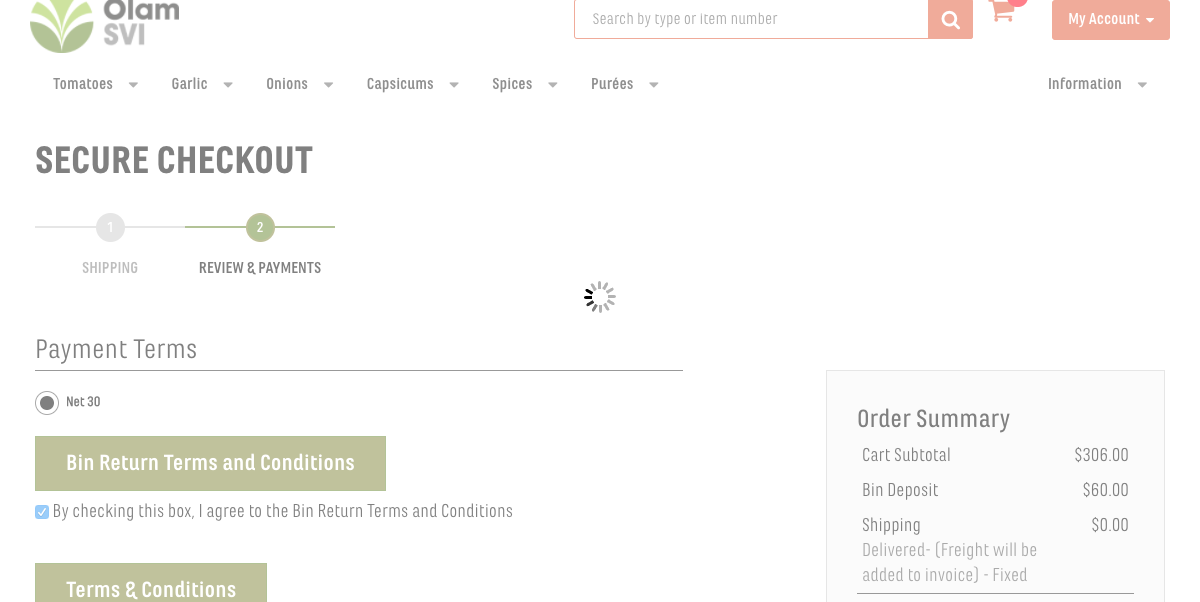 Olam
SVI
Search by type or item number
My Account
Tomatoes Garlic Onions Capsicums Spices Purées Information
SECURE CHECKOUT
1 2
SHIPPING REVIEW & PAYMENTS
Payment Terms
Net 30
Bin Return Terms and Conditions
By checking this box, I agree to the Bin Return Terms and Conditions
Terms & Conditions
Order Summary
Cart Subtotal $306.00
Bin Deposit $60.00
Shipping $0.00
Delivered- (Freight will be
added to invoice) - Fixed